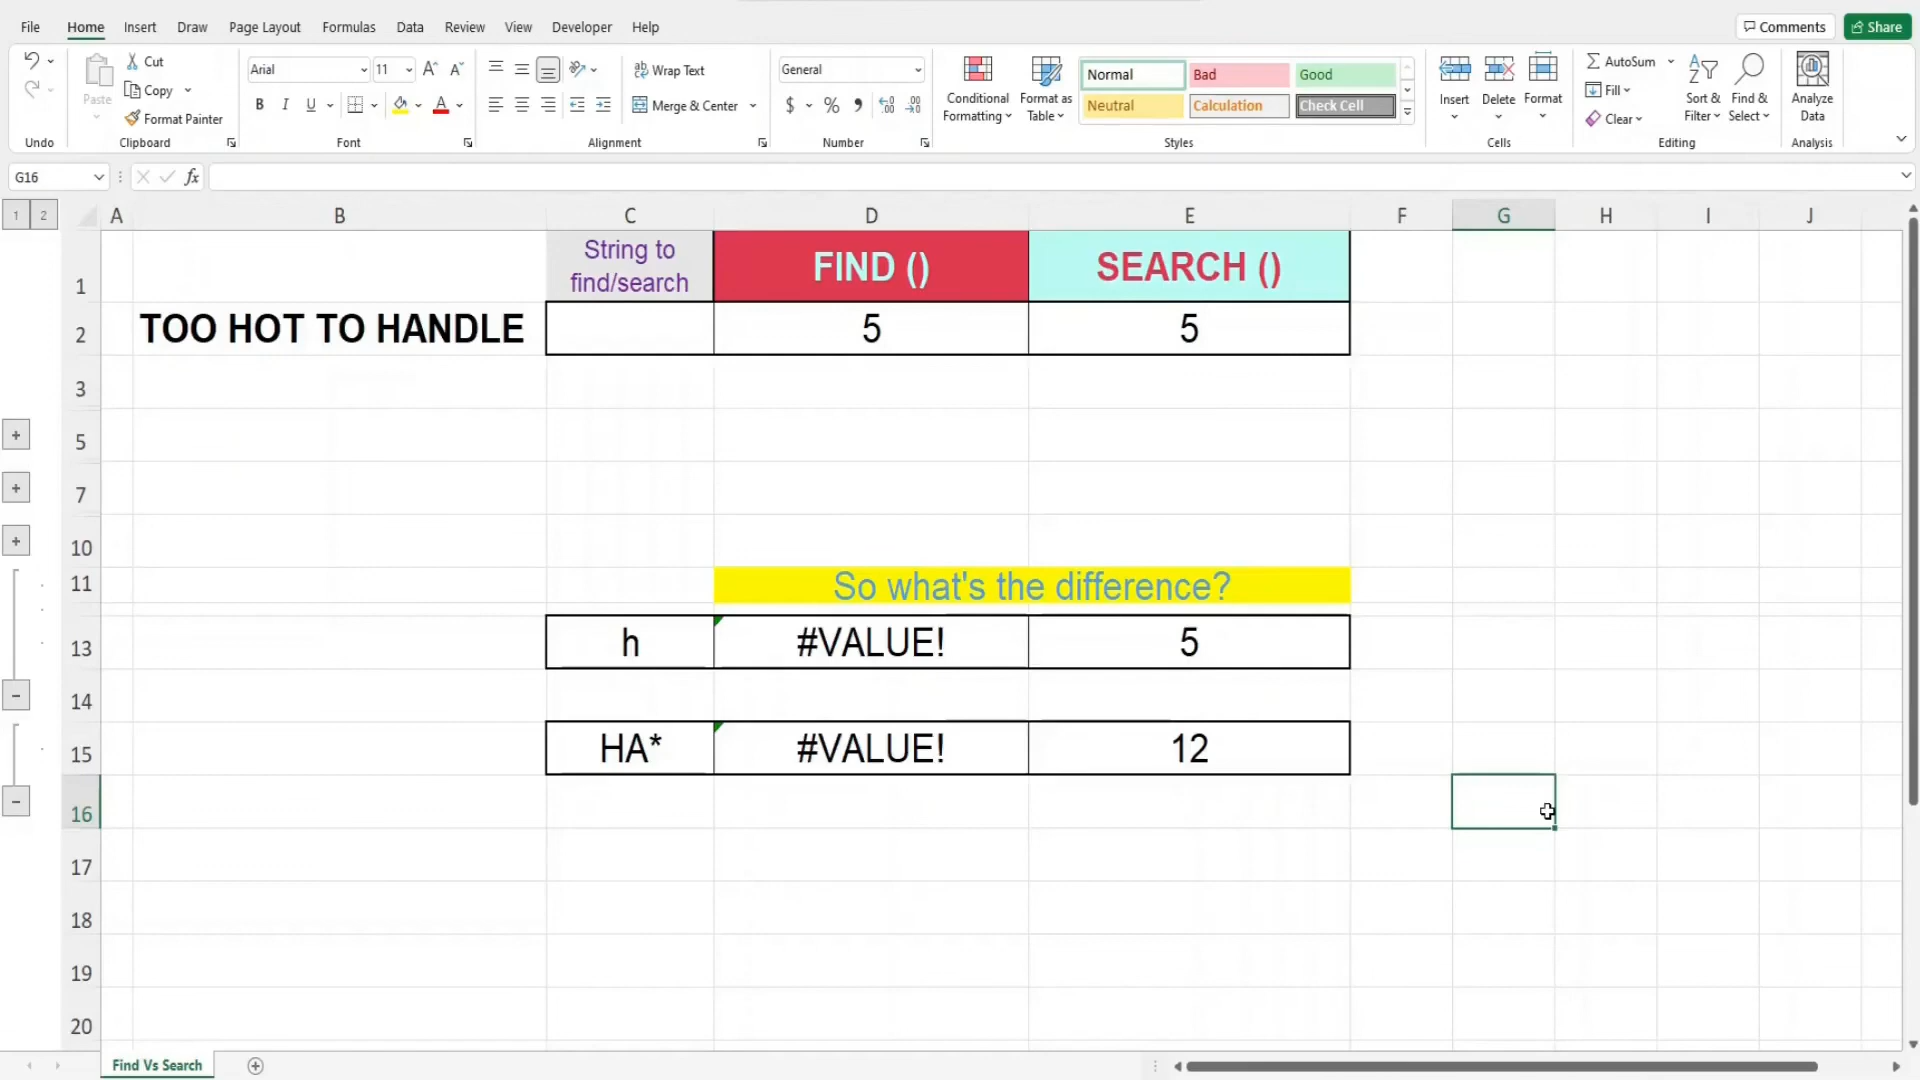 File Home Insert Draw Page Layout Formulas Data Review View Developer Help Comments Share
Paste Cut
Copy
Format Painter
Arial 11
B I U
Wrap Text
Merge & Center
General
$ % ,
Conditional Formatting
Format as Table
Normal Bad Good
Neutral Calculation Check Cell
Insert Delete Format
AutoSum
Fill
Clear
Sort & Filter
Find & Select
Analyze Data
Undo Clipboard Font Alignment Number Styles Cells Editing Analysis
G16 fx
1 2 A B C D E F G H I J
1 String to find/search FIND () SEARCH ()
2 TOO HOT TO HANDLE 5 5
3
5
7
10
11 So what's the difference?
13 h #VALUE! 5
14
15 HA* #VALUE! 12
16
17
18
19
20
Find Vs Search